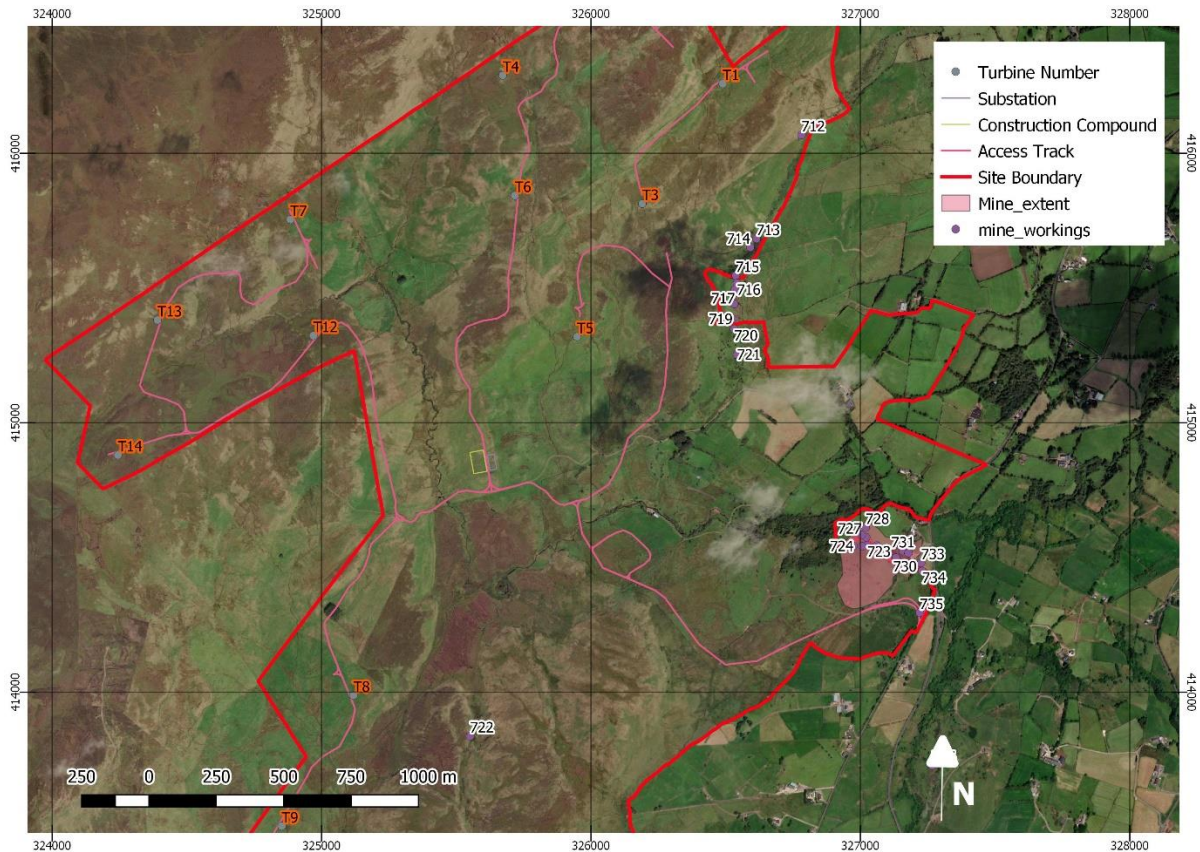 324000 325000 326000 327000 328000
Turbine Number
Substation
Construction Compound
Access Track
Site Boundary
Mine_extent
mine_workings
T4
T1
712
416000
416000
T6
T3
T7
713
714
715
716
717
T13
T12
719
720
T5
721
415000
415000
T14
728
727
724
723
731
733
730
734
735
414000
414000
T8
722
250 0 250 500 750 1000 m
N
T9
324000 325000 326000 327000 328000